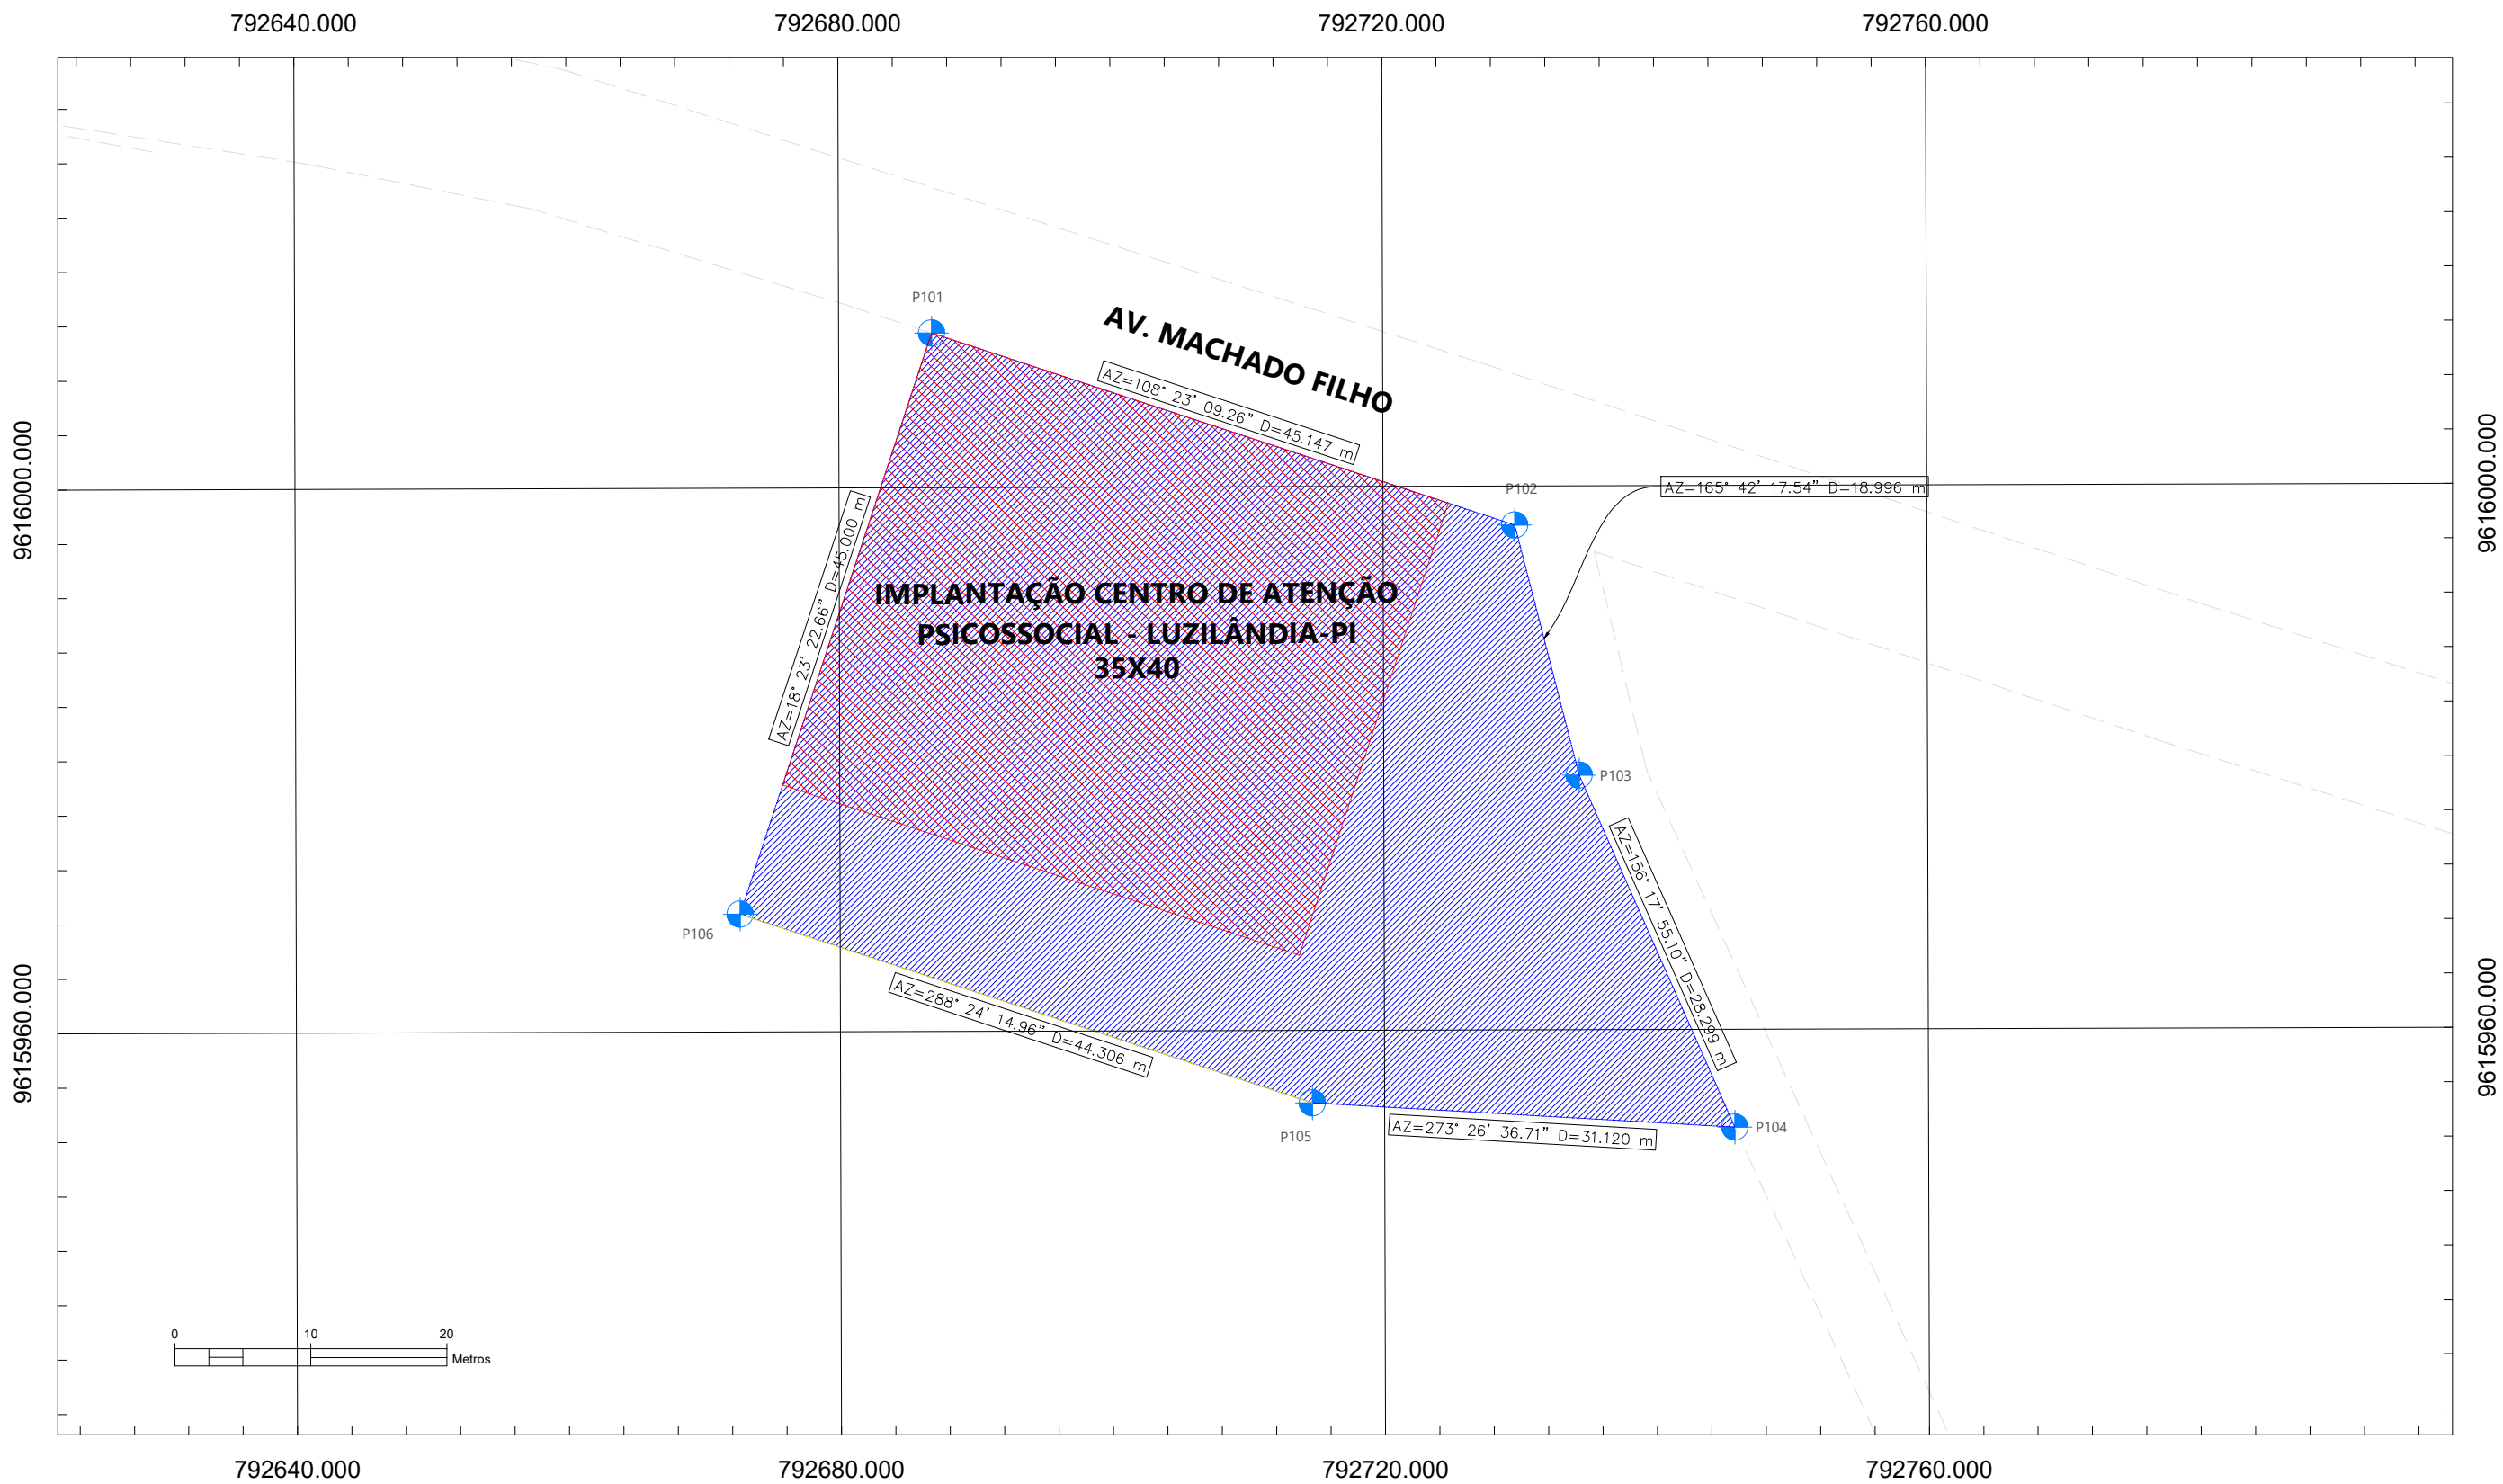 792640.000
792680.000
792720.000
792760.000
P101
AV. MACHADO FILHO
AZ=108° 23’ 09.26” D=45.147 m
9616000.000
9616000.000
P102
AZ=165° 42’ 17.54” D=18.996 m
AZ=18° 23’ 22.66” D=45.000 m
IMPLANTAÇÃO CENTRO DE ATENÇÃO
PSICOSSOCIAL - LUZILÂNDIA-PI
35X40
P103
AZ=156° 17’ 55.10” D=28.299 m
P106
AZ=288° 24’ 14.96” D=44.306 m
9615960.000
9615960.000
P105
AZ=273° 26’ 36.71” D=31.120 m
P104
0
10
20
Metros
792640.000
792680.000
792720.000
792760.000